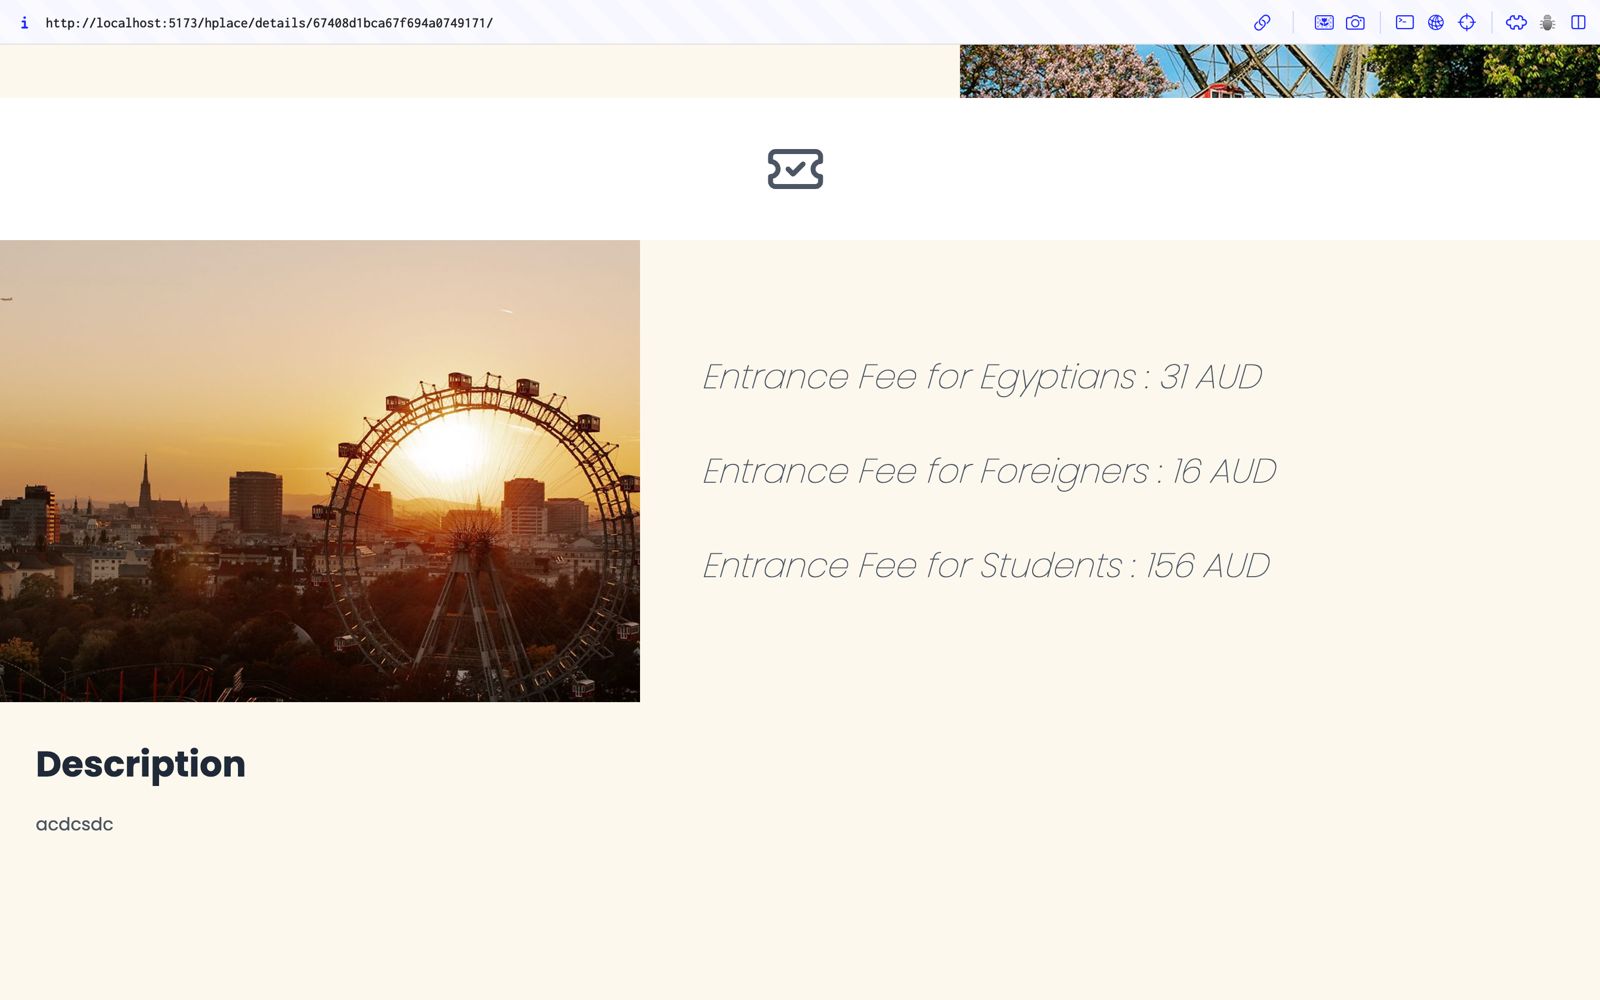 i http://localhost:5173/hplace/details/67408d1bca67f694a0749171/
Entrance Fee for Egyptians : 31 AUD
Entrance Fee for Foreigners : 16 AUD
Entrance Fee for Students : 156 AUD
Description
acdcsdc